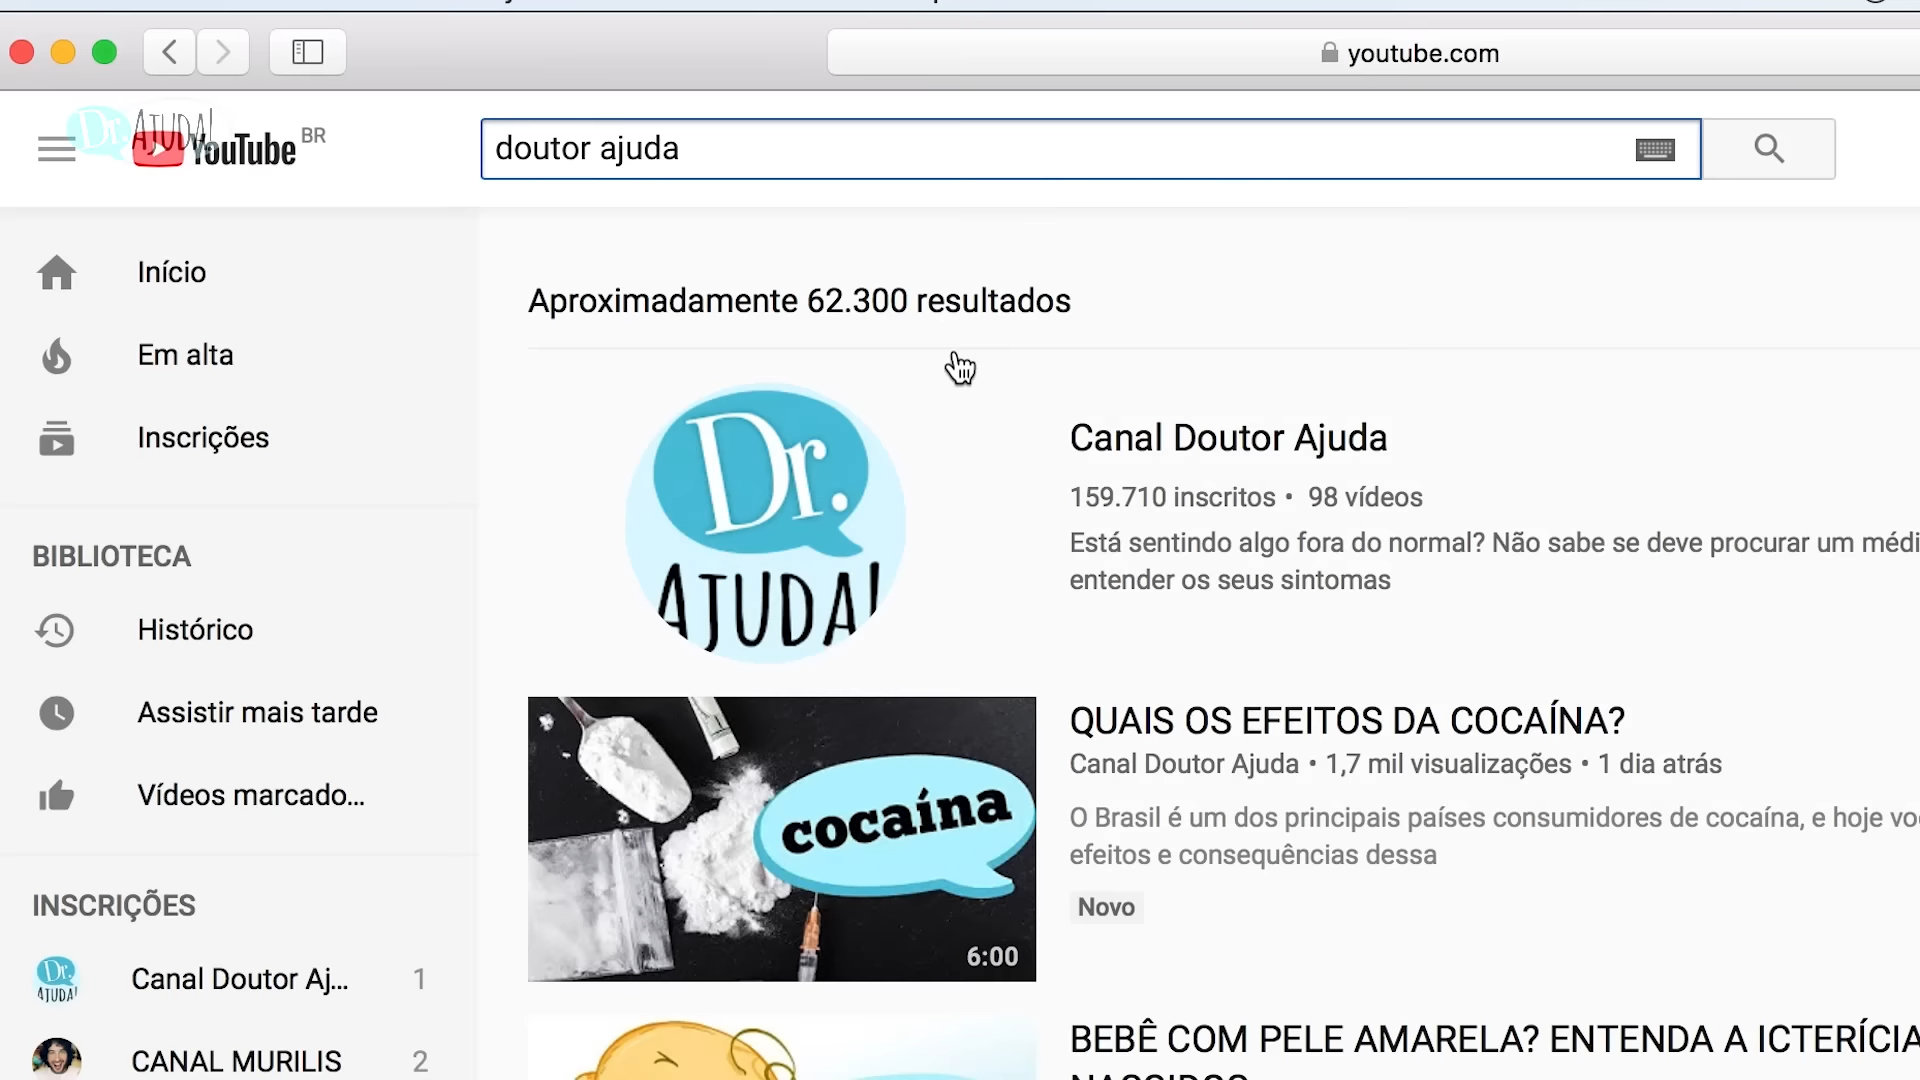 youtube.com
Dr. AJUDA!
YouTube BR
doutor ajuda
Início
Em alta
Inscrições
BIBLIOTECA
Histórico
Assistir mais tarde
Vídeos marcado...
INSCRIÇÕES
Dr. AJUDA!
Canal Doutor Aj... 1
CANAL MURILIS 2
Aproximadamente 62.300 resultados
Dr.
AJUDA!
Canal Doutor Ajuda
159.710 inscritos • 98 vídeos
Está sentindo algo fora do normal? Não sabe se deve procurar um médi
entender os seus sintomas
cocaína
6:00
QUAIS OS EFEITOS DA COCAÍNA?
Canal Doutor Ajuda • 1,7 mil visualizações • 1 dia atrás
O Brasil é um dos principais países consumidores de cocaína, e hoje vo
efeitos e consequências dessa
Novo
BEBÊ COM PELE AMARELA? ENTENDA A ICTERÍCIA